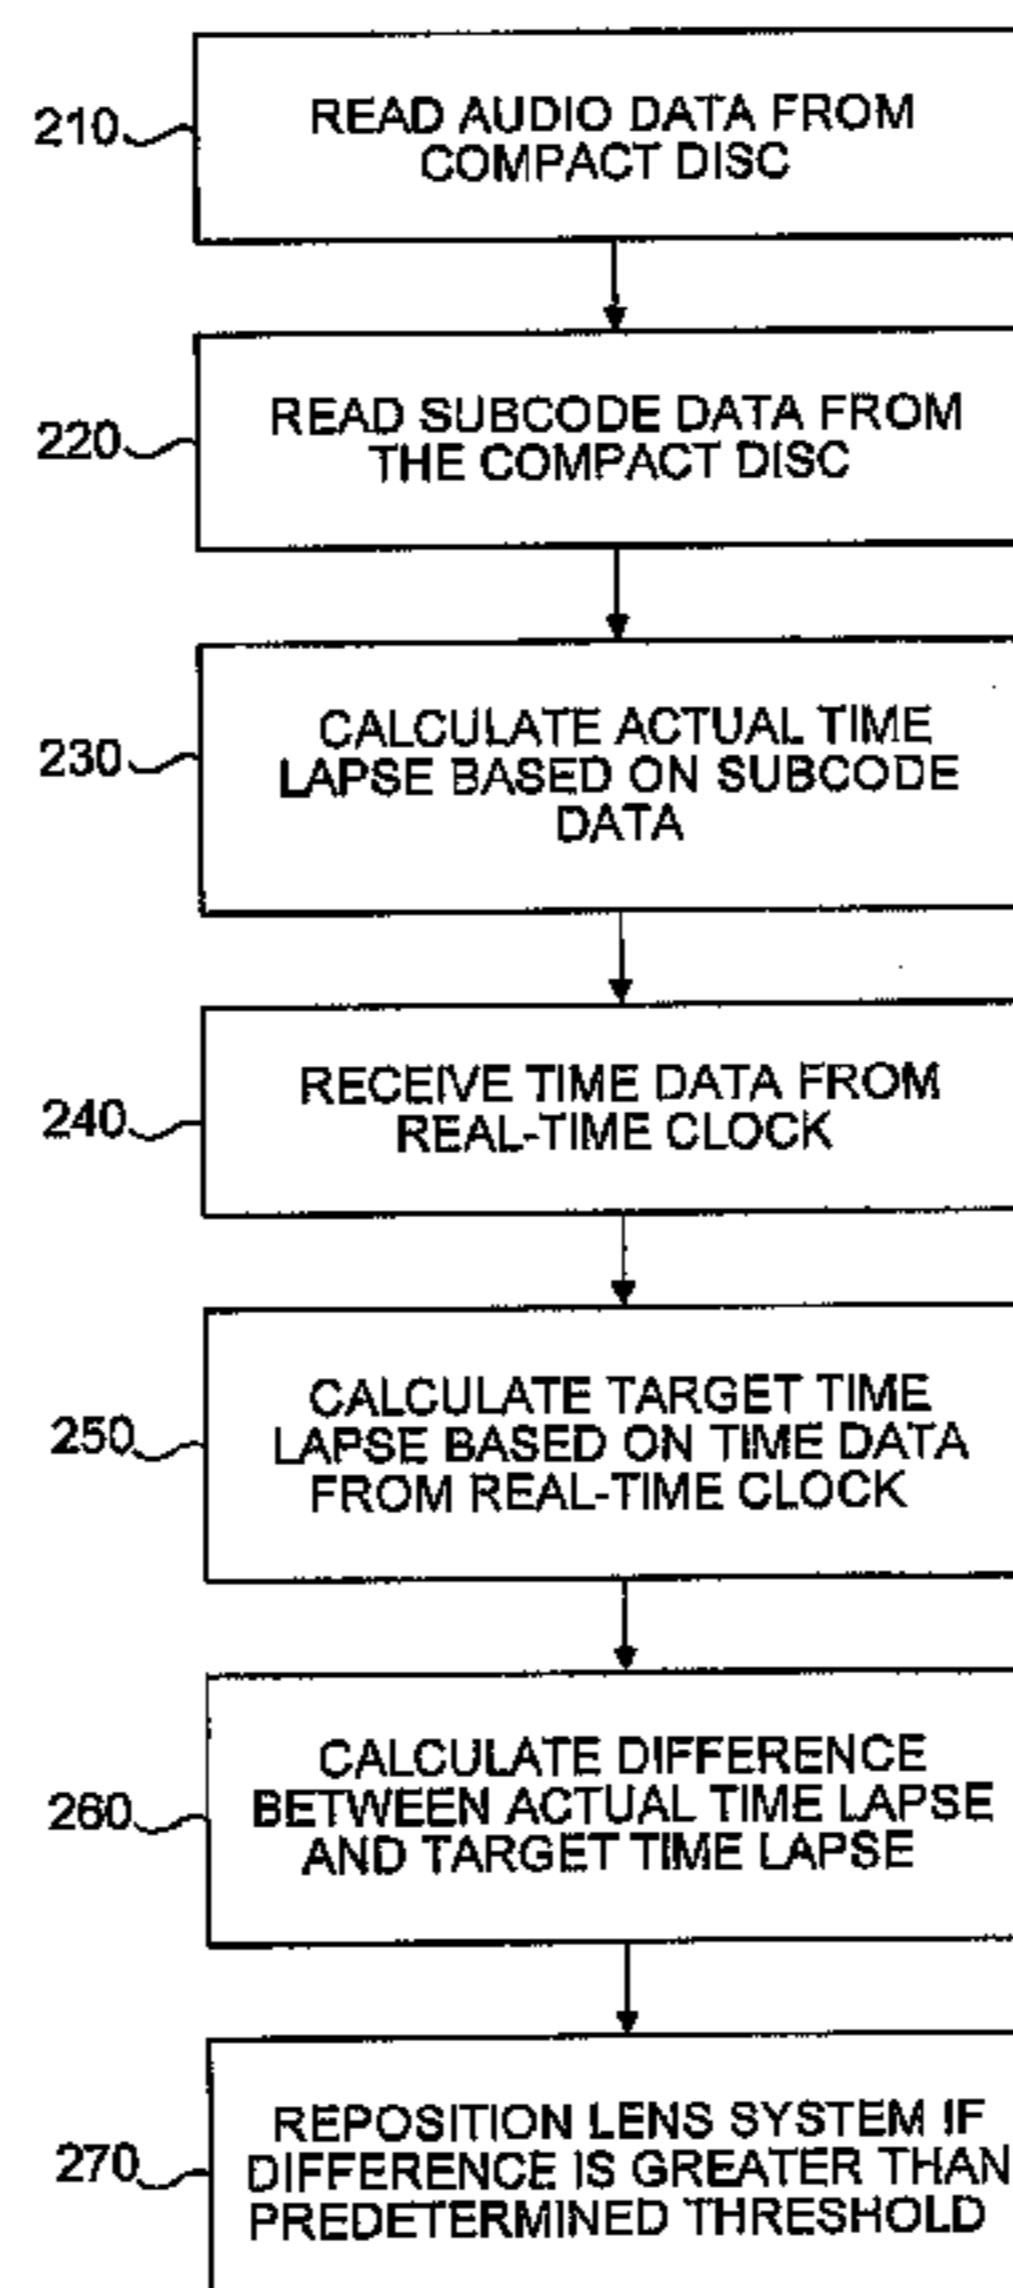 210
READ AUDIO DATA FROM
COMPACT DISC
220
READ SUBCODE DATA FROM
THE COMPACT DISC
230
CALCULATE ACTUAL TIME
LAPSE BASED ON SUBCODE
DATA
240
RECEIVE TIME DATA FROM
REAL-TIME CLOCK
250
CALCULATE TARGET TIME
LAPSE BASED ON TIME DATA
FROM REAL-TIME CLOCK
260
CALCULATE DIFFERENCE
BETWEEN ACTUAL TIME LAPSE
AND TARGET TIME LAPSE
270
REPOSITION LENS SYSTEM IF
DIFFERENCE IS GREATER THAN
PREDETERMINED THRESHOLD